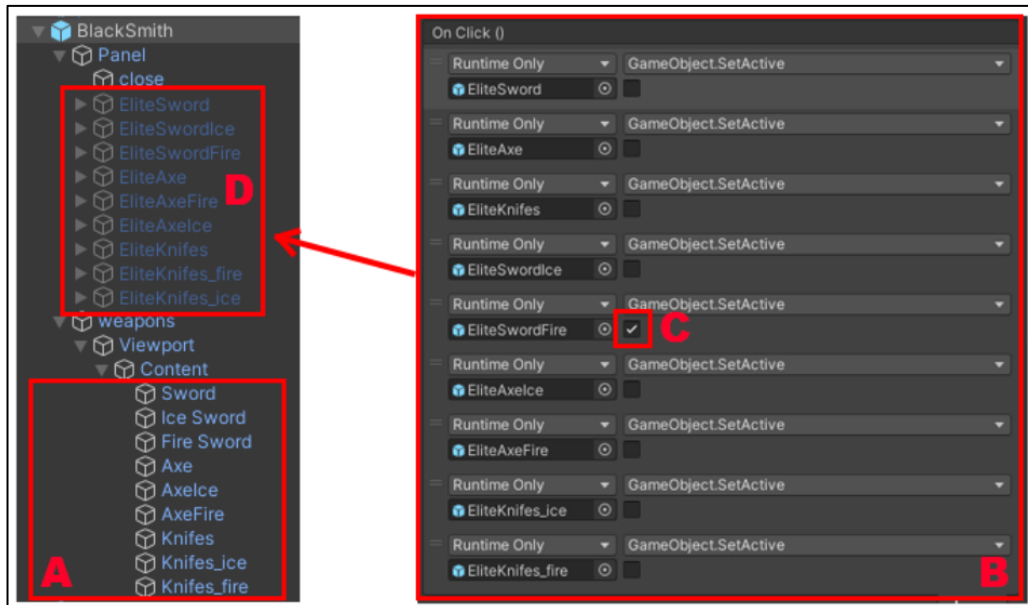 BlackSmith
Panel
close
EliteSword
EliteSwordIce
EliteSwordFire
EliteAxe
EliteAxeFire
EliteAxeIce
EliteKnifes
EliteKnifes_fire
EliteKnifes_ice
D
weapons
Viewport
Content
Sword
Ice Sword
Fire Sword
Axe
AxeIce
AxeFire
Knifes
Knifes_ice
Knifes_fire
A
On Click ()
Runtime Only GameObject.SetActive
EliteSword
Runtime Only GameObject.SetActive
EliteAxe
Runtime Only GameObject.SetActive
EliteKnifes
Runtime Only GameObject.SetActive
EliteSwordIce
Runtime Only GameObject.SetActive
EliteSwordFire C
Runtime Only GameObject.SetActive
EliteAxeIce
Runtime Only GameObject.SetActive
EliteAxeFire
Runtime Only GameObject.SetActive
EliteKnifes_ice
Runtime Only GameObject.SetActive
EliteKnifes_fire B